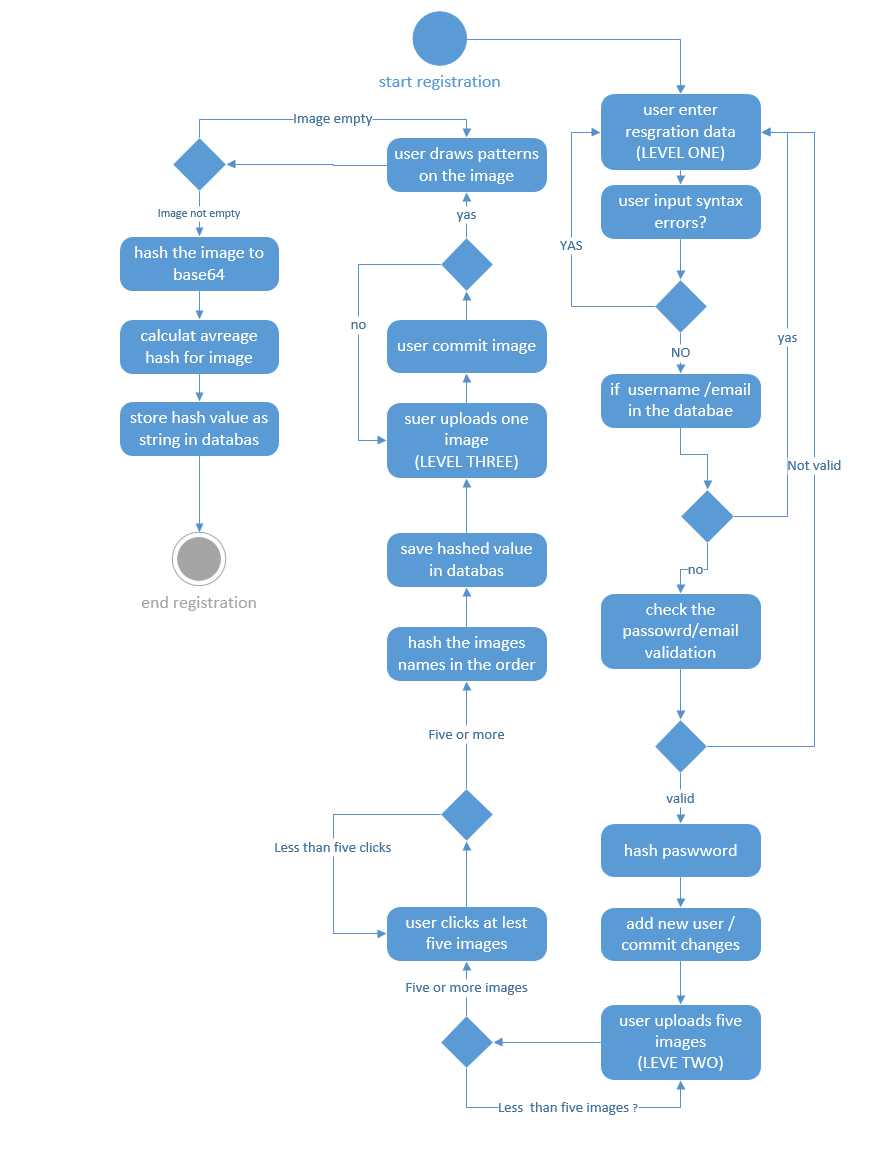 start registration
user enter
resgration data
(LEVEL ONE)
user input syntax
errors?
YAS
NO
if  username /email
in the databae
yas
Not valid
no
check the
passowrd/email
validation
valid
hash paswword
add new user /
commit changes
user uploads five
images
(LEVE TWO)
Less  than five images ?
Five or more images
user clicks at lest
five images
Less than five clicks
Five or more
hash the images
names in the order
save hashed value
in databas
suer uploads one
image
(LEVEL THREE)
user commit image
no
yas
user draws patterns
on the image
Image empty
Image not empty
hash the image to
base64
calculat avreage
hash for image
store hash value as
string in databas
end registration